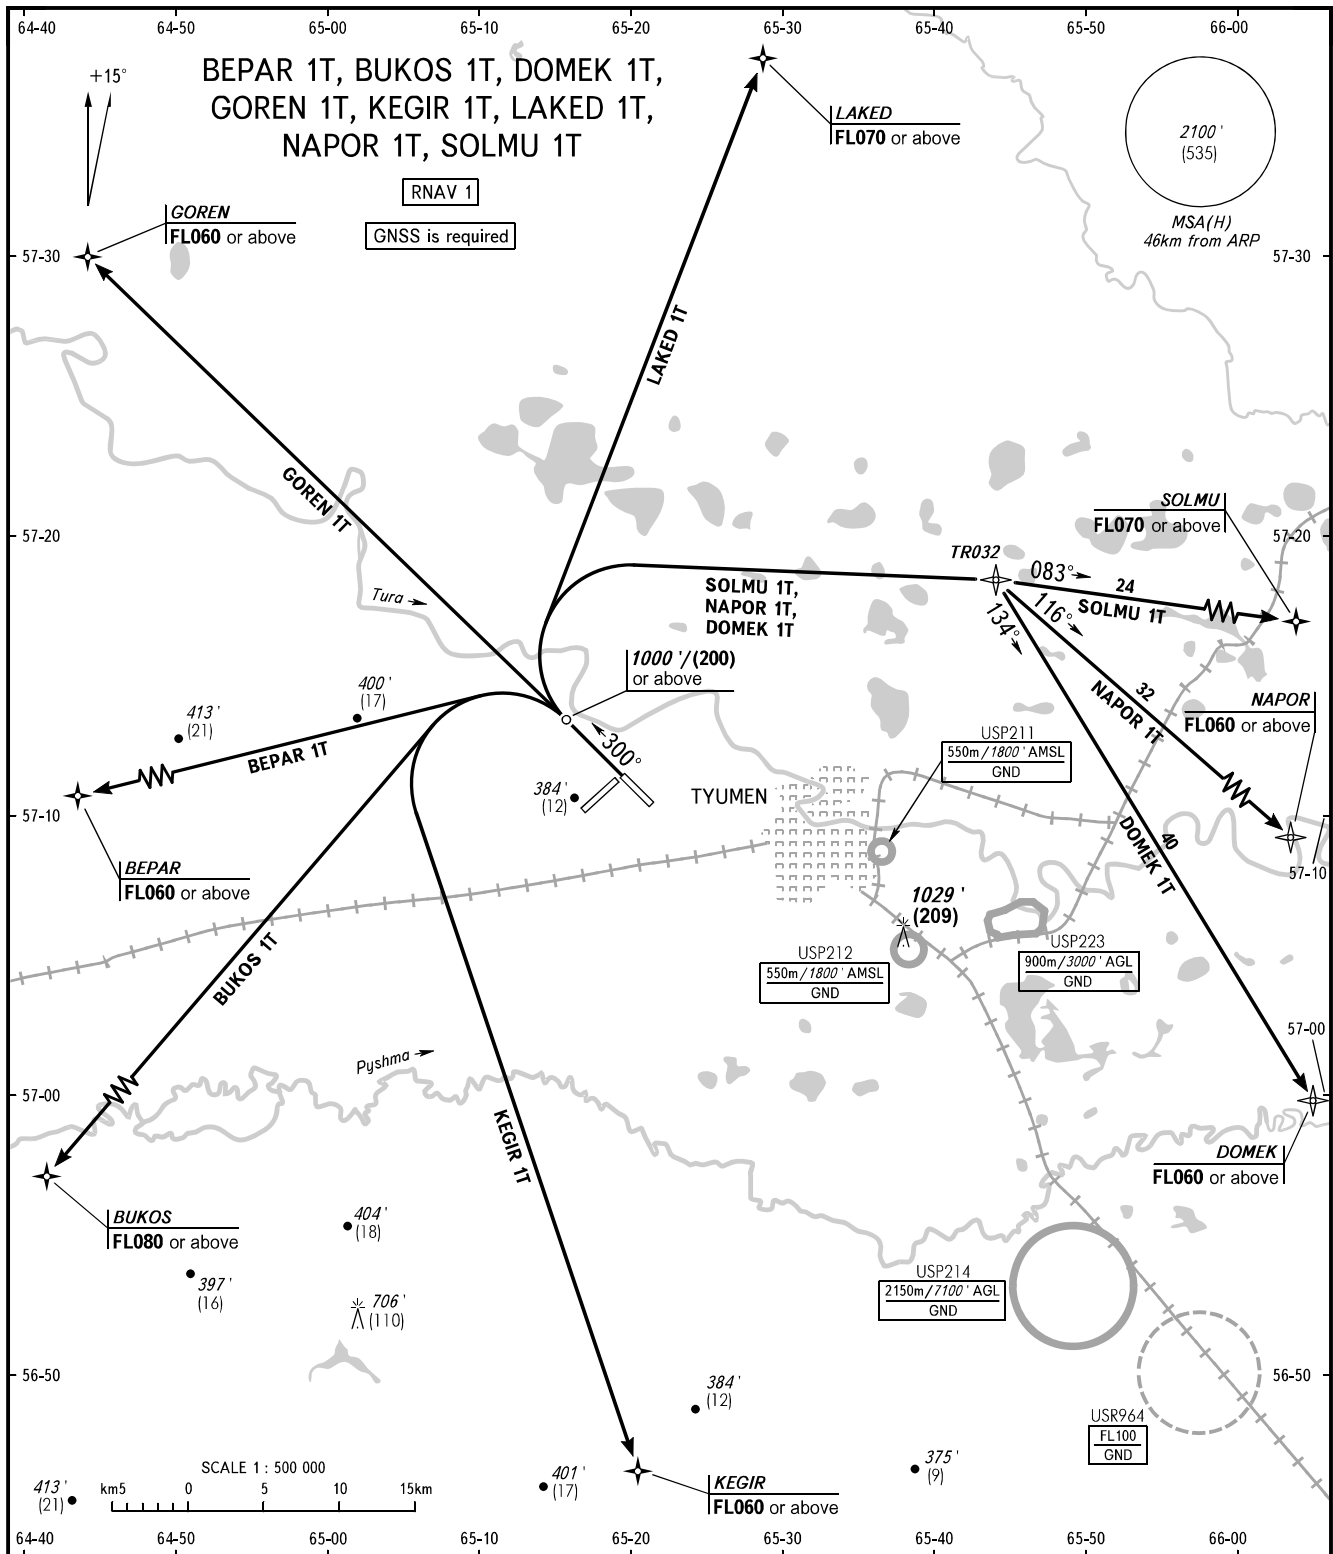 64-40 64-50 65-00 65-10 65-20 65-30 65-40 65-50 66-00
+15°
BEPAR 1T, BUKOS 1T, DOMEK 1T,
GOREN 1T, KEGIR 1T, LAKED 1T,
NAPOR 1T, SOLMU 1T
RNAV 1
GNSS is required
LAKED
FL070 or above
2100 '
(535)
MSA(H)
46km from ARP
GOREN
FL060 or above
57-30
57-30
LAKED 1T
GOREN 1T
57-20
57-20
SOLMU
FL070 or above
TR032
083°
24
SOLMU 1T
116°
134°
SOLMU 1T,
NAPOR 1T,
DOMEK 1T
Tura
1000 '/(200)
or above
32
NAPOR 1T
NAPOR
FL060 or above
400 '
(17)
413 '
(21)
BEPAR 1T
300°
384 '
(12)
TYUMEN
USP211
550m/1800 ' AMSL
GND
57-10
57-10
40
DOMEK 1T
BEPAR
FL060 or above
1029 '
(209)
BUKOS 1T
USP212
550m/1800 ' AMSL
GND
USP223
900m/3000 ' AGL
GND
57-00
Pyshma
57-00
KEGIR 1T
DOMEK
FL060 or above
BUKOS
FL080 or above
404 '
(18)
397 '
(16)
706 '
(110)
USP214
2150m/7100 ' AGL
GND
56-50
56-50
384 '
(12)
USR964
FL100
GND
375 '
(9)
401 '
(17)
KEGIR
FL060 or above
413 '
(21)
SCALE 1 : 500 000
km5 0 5 10 15km
64-40 64-50 65-00 65-10 65-20 65-30 65-40 65-50 66-00